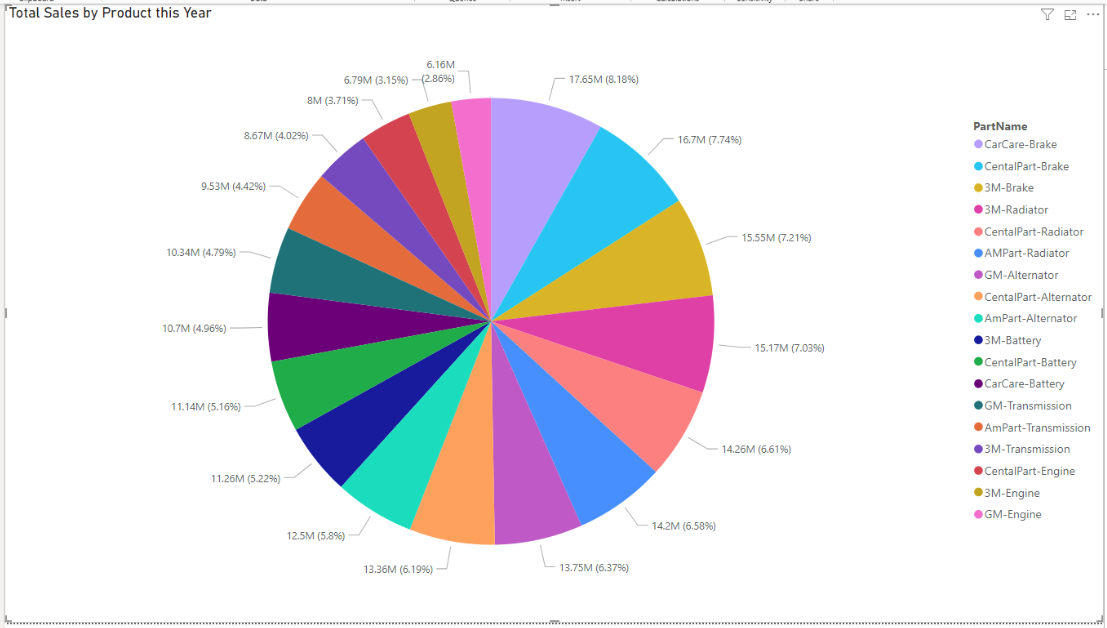 Total Sales by Product this Year
6.16M
(2.86%)
17.65M (8.18%)
16.7M (7.74%)
15.55M (7.21%)
15.17M (7.03%)
14.26M (6.61%)
14.2M (6.58%)
13.75M (6.37%)
13.36M (6.19%)
12.5M (5.8%)
11.26M (5.22%)
11.14M (5.16%)
10.7M (4.96%)
10.34M (4.79%)
9.53M (4.42%)
8.67M (4.02%)
8M (3.71%)
6.79M (3.15%)
PartName
CarCare-Brake
CentalPart-Brake
3M-Brake
3M-Radiator
CentalPart-Radiator
AMPart-Radiator
GM-Alternator
CentalPart-Alternator
AmPart-Alternator
3M-Battery
CentalPart-Battery
CarCare-Battery
GM-Transmission
AmPart-Transmission
3M-Transmission
CentalPart-Engine
3M-Engine
GM-Engine